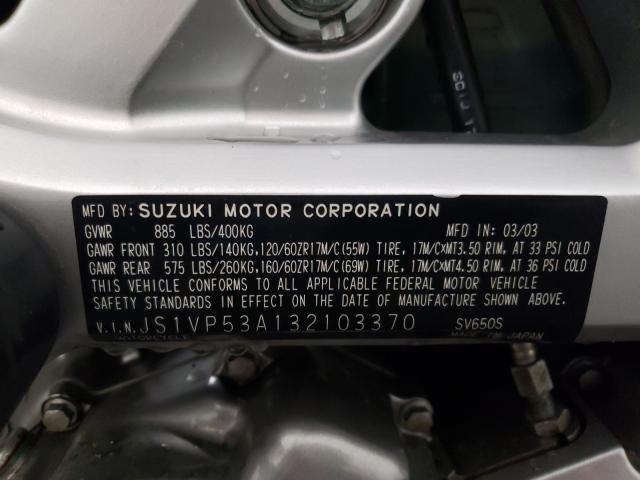 MFD BY: SUZUKI MOTOR CORPORATION
GVWR 885 LBS/400KG MFD IN: 03/03
GAWR FRONT 310 LBS/140KG,120/60ZR17M/C(55W) TIRE, 17M/C×MT3.50 RIM, AT 33 PSI COLD
GAWR REAR 575 LBS/260KG,160/60ZR17M/C(69W) TIRE, 17M/C×MT4.50 RIM, AT 36 PSI COLD
THIS VEHICLE CONFORMS TO ALL APPLICABLE FEDERAL MOTOR VEHICLE
SAFETY STANDARDS IN EFFECT ON THE DATE OF MANUFACTURE SHOWN ABOVE.
V.I.N. JS1VP53A132103370 SV650S
MOTORCYCLE MADE IN JAPAN